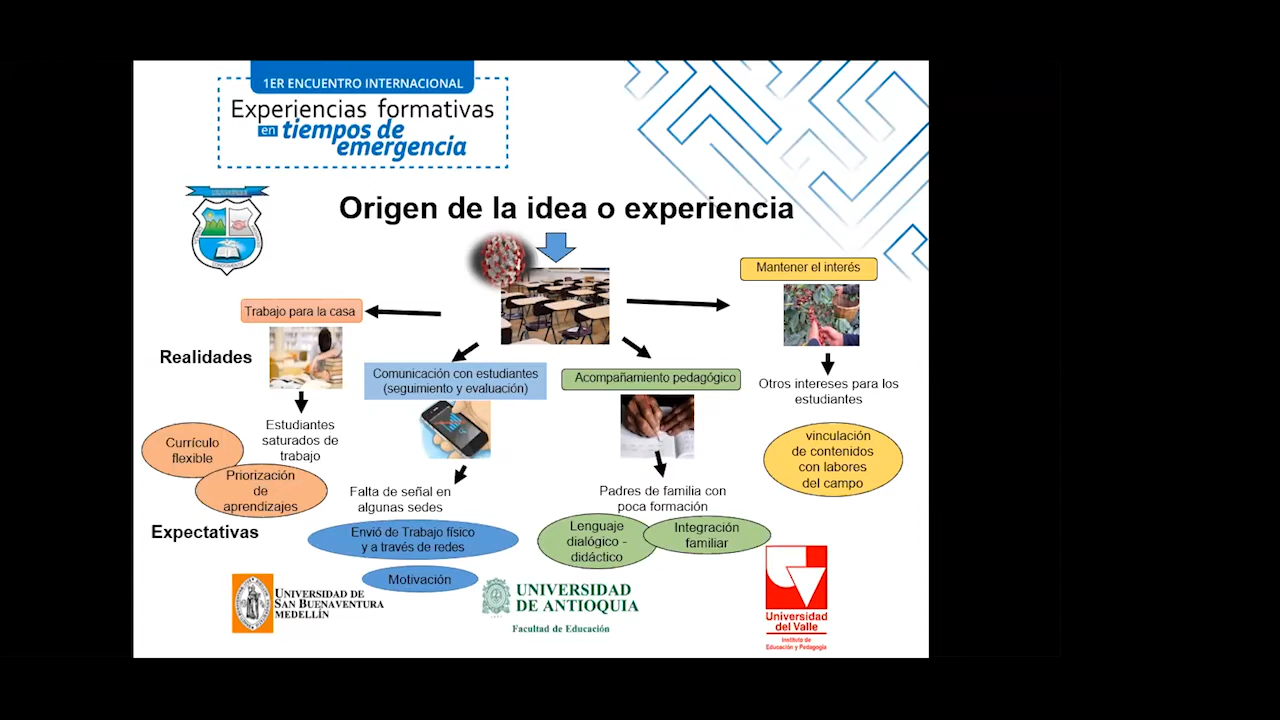 1ER ENCUENTRO INTERNACIONAL
Experiencias formativas
en tiempos de
emergencia
Origen de la idea o experiencia
CONOCIMIENTO
Mantener el interés
Trabajo para la casa
Realidades
Comunicación con estudiantes
(seguimiento y evaluación)
Acompañamiento pedagógico
Otros intereses para los
estudiantes
Estudiantes
saturados de
trabajo
Currículo
flexible
Priorización
de
aprendizajes
vinculación
de contenidos
con labores
del campo
Falta de señal en
algunas sedes
Padres de familia con
poca formación
Expectativas
Envió de Trabajo físico
y a través de redes
Motivación
Lenguaje
dialógico -
didáctico
Integración
familiar
UNIVERSIDAD DE
SAN BUENAVENTURA
MEDELLÍN
UNIVERSIDAD
DE ANTIOQUIA
Facultad de Educación
Universidad
del Valle
Instituto de
Educación y Pedagogía